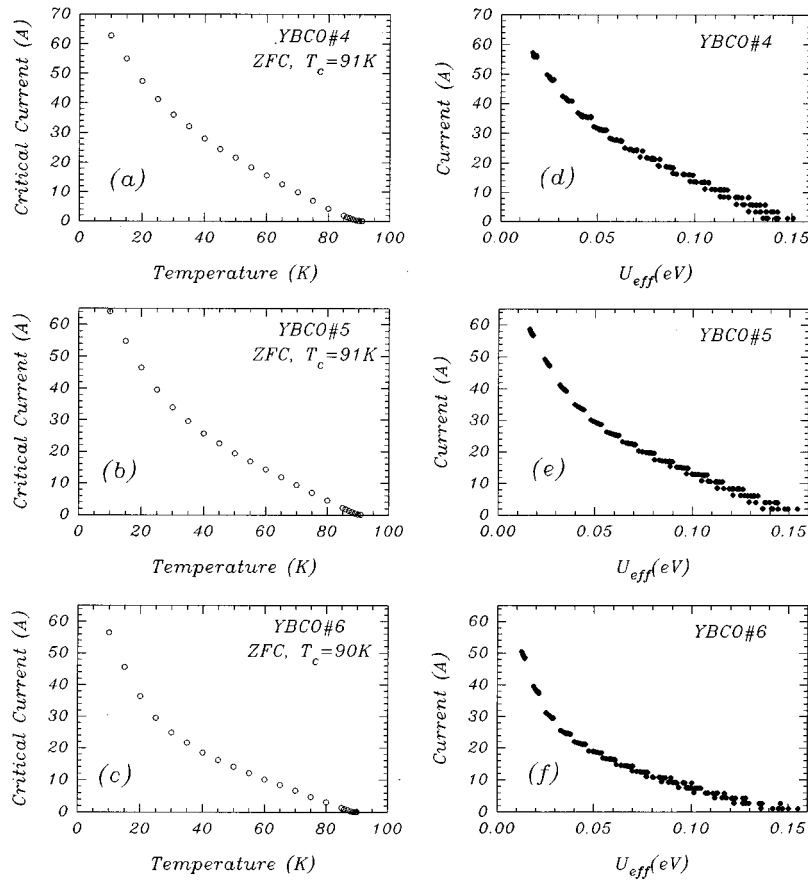 YBCO#4
ZFC, Tc=91K
(a)
Critical Current (A)
70
60
50
40
30
20
10
0
0 20 40 60 80 100
Temperature (K)
YBCO#4
(d)
Current (A)
70
60
50
40
30
20
10
0
0.00 0.05 0.10 0.15
Ueff(eV)
YBCO#5
ZFC, Tc=91K
(b)
Critical Current (A)
60
50
40
30
20
10
0
0 20 40 60 80 100
Temperature (K)
YBCO#5
(e)
Current (A)
60
50
40
30
20
10
0
0.00 0.05 0.10 0.15
Ueff(eV)
YBCO#6
ZFC, Tc=90K
(c)
Critical Current (A)
60
50
40
30
20
10
0
0 20 40 60 80 100
Temperature (K)
YBCO#6
(f)
Current (A)
60
50
40
30
20
10
0
0.00 0.05 0.10 0.15
Ueff(eV)